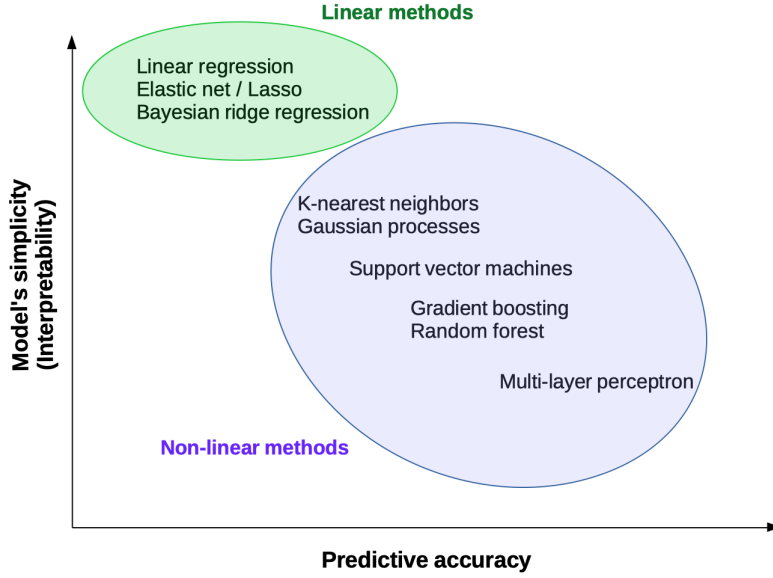 Linear methods
Linear regression
Elastic net / Lasso
Bayesian ridge regression
K-nearest neighbors
Gaussian processes
Support vector machines
Gradient boosting
Random forest
Multi-layer perceptron
Non-linear methods
Model's simplicity
(Interpretability)
Predictive accuracy